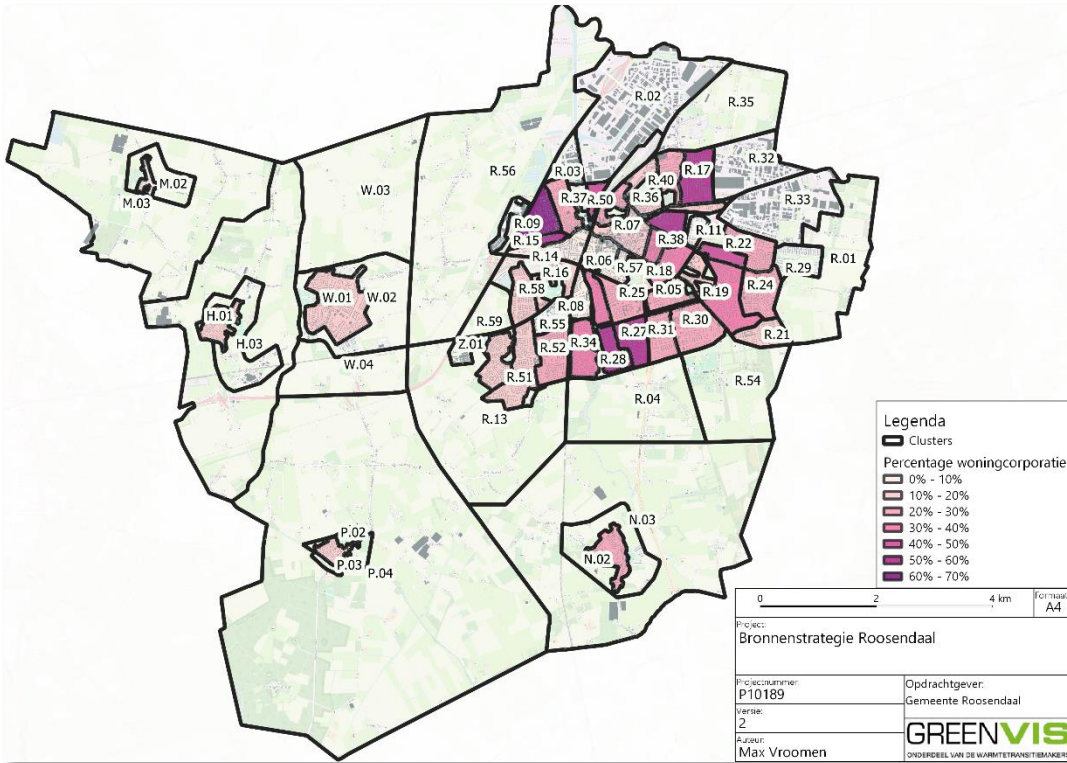 R.02
R.35
R.32
R.03
R.17
R.40
M.02
W.03
R.56
R.37
R.50
R.36
R.33
M.03
R.09
R.07
R.11
R.15
R.38
R.22
R.14
R.06
R.57
R.01
R.16
R.18
R.29
W.01
W.02
R.58
R.25
R.05
R.19
R.24
H.01
R.08
R.59
R.55
R.27
R.31
R.30
R.21
H.03
Z.01
R.52
R.34
R.28
W.04
R.51
R.54
R.04
R.13
P.02
N.03
P.03
P.04
N.02
Legenda
Clusters
Percentage woningcorporatie
0% - 10%
10% - 20%
20% - 30%
30% - 40%
40% - 50%
50% - 60%
60% - 70%
0 2 4 km
Formaat
A4
Project:
Bronnenstrategie Roosendaal
Projectnummer
P10189
Opdrachtgever:
Gemeente Roosendaal
Versie:
2
Auteur:
Max Vroomen
GREENVIS
ONDERDEEL VAN DE WARMTETRANSITIEMAKERS